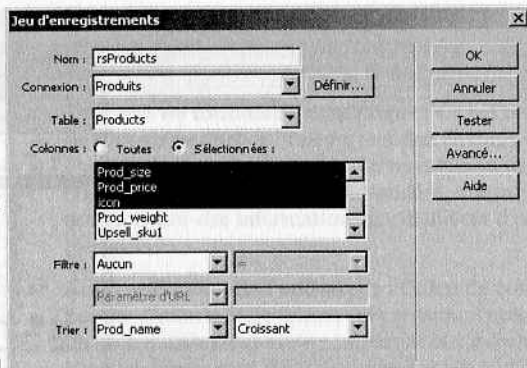 Jeu d'enregistrements
Nom : rsProducts
OK
Connexion : Produits
Définir...
Annuler
Table : Products
Tester
Colonnes : Toutes Sélectionnées :
Avancé...
Prod_size
Prod_price
Aide
icon
Prod_weight
Upsell_sku1
Filtre : Aucun =
Paramètre d'URL
Trier : Prod_name Croissant